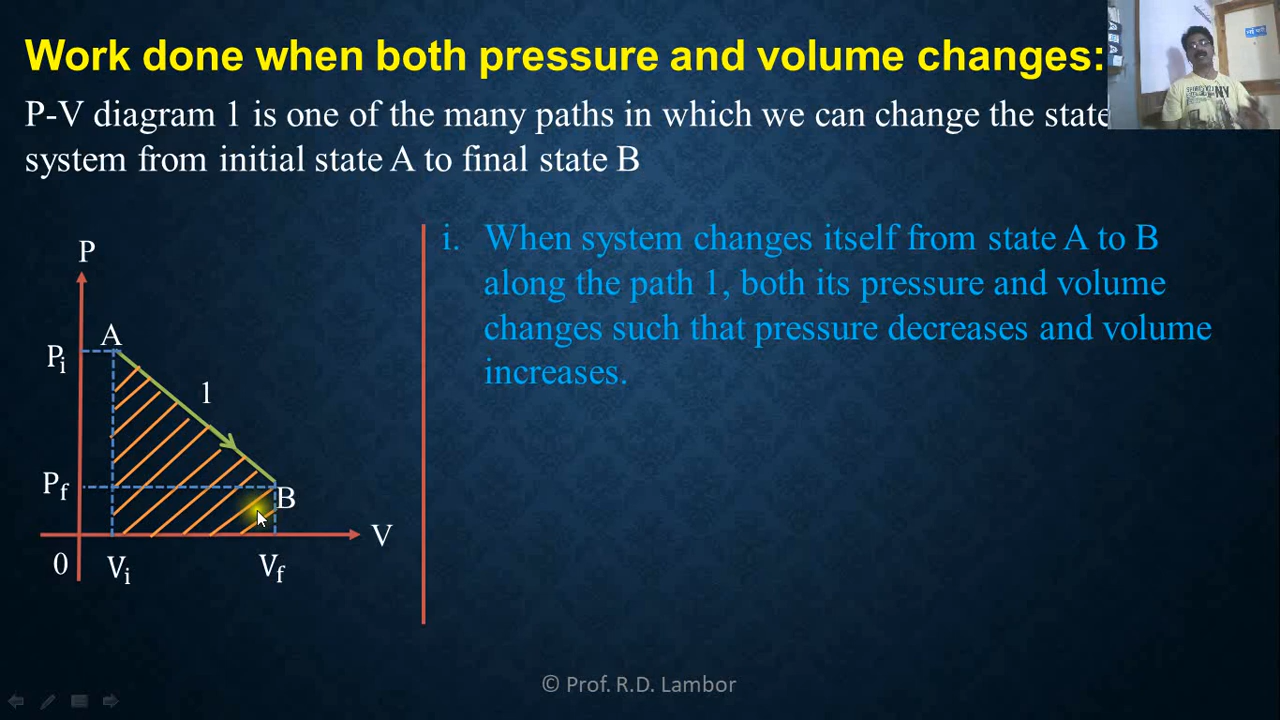 Work done when both pressure and volume changes:
P-V diagram 1 is one of the many paths in which we can change the state
system from initial state A to final state B
i. When system changes itself from state A to B
along the path 1, both its pressure and volume
changes such that pressure decreases and volume
increases.
P
A
Pi
1
Pf
B
V
0
Vi
Vf
© Prof. R.D. Lambor